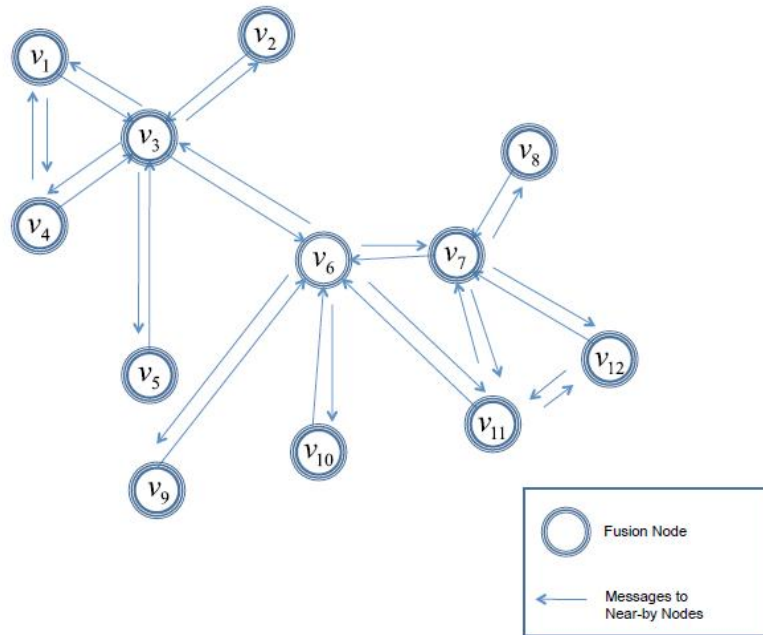 v1
v2
v3
v4
v5
v6
v7
v8
v9
v10
v11
v12
Fusion Node
Messages to
Near-by Nodes